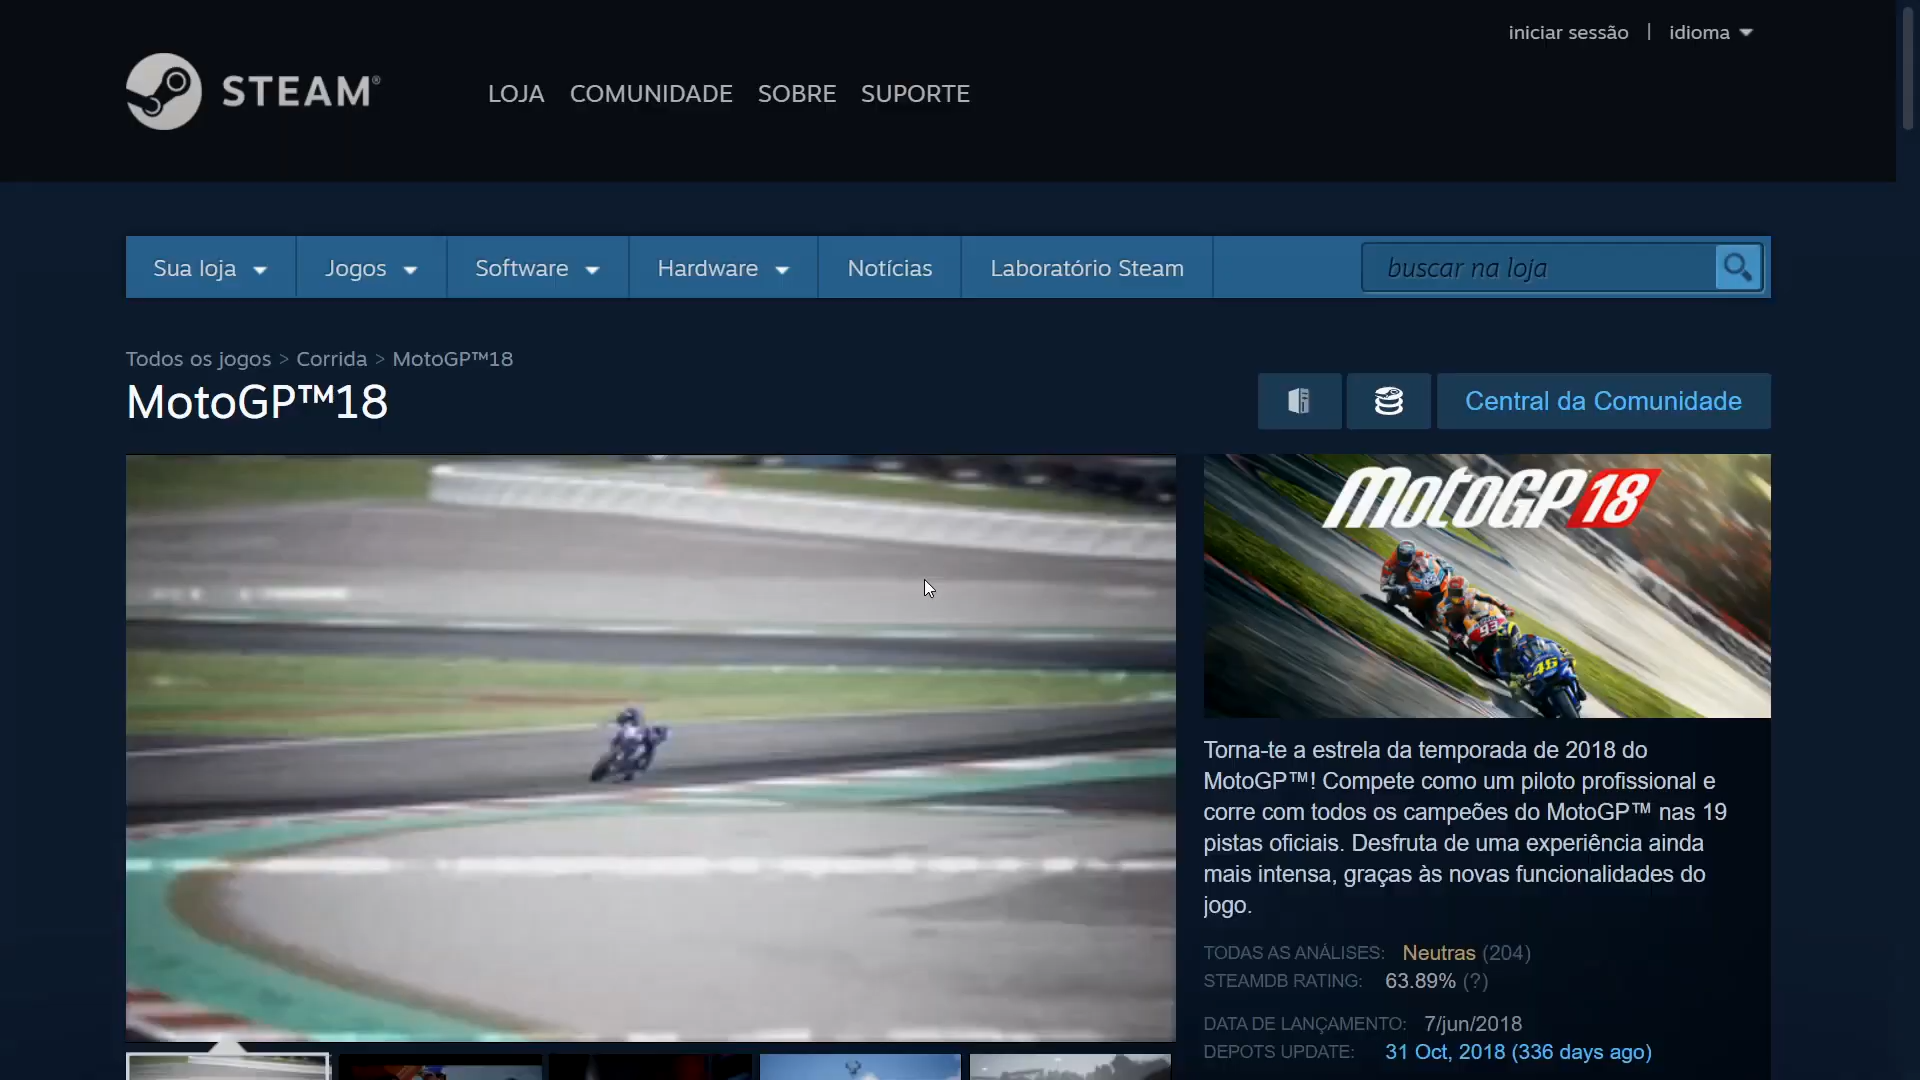 iniciar sessão | idioma
STEAM®
LOJA COMUNIDADE SOBRE SUPORTE
Sua loja Jogos Software Hardware Notícias Laboratório Steam buscar na loja
Todos os jogos > Corrida > MotoGP™18
MotoGP™18
Central da Comunidade
MotoGP 18
93
46
Torna-te a estrela da temporada de 2018 do
MotoGP™! Compete como um piloto profissional e
corre com todos os campeões do MotoGP™ nas 19
pistas oficiais. Desfruta de uma experiência ainda
mais intensa, graças às novas funcionalidades do
jogo.
TODAS AS ANÁLISES: Neutras (204)
STEAMDB RATING: 63.89% (?)
DATA DE LANÇAMENTO: 7/jun/2018
DEPOTS UPDATE: 31 Oct, 2018 (336 days ago)